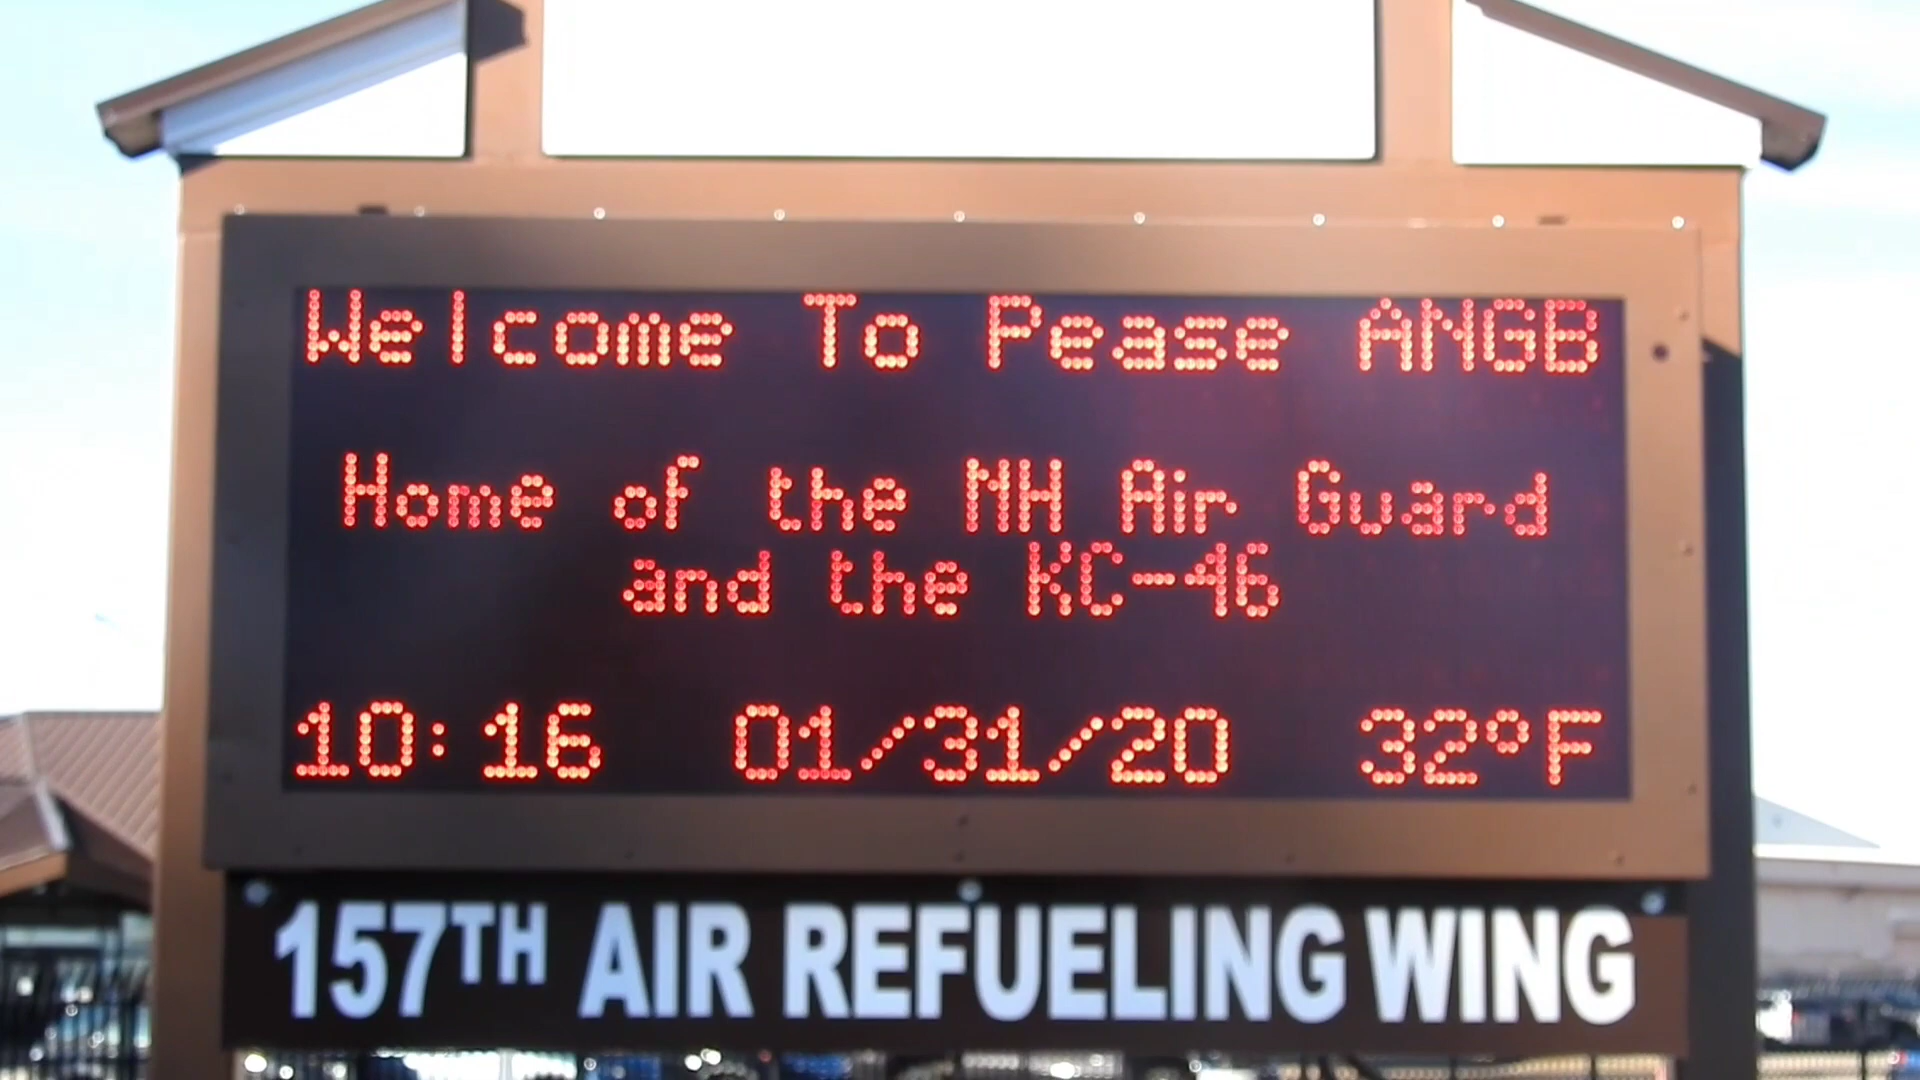 Welcome To Pease ANGB
Home of the NH Air Guard
and the KC-46
10:16 01/31/20 32°F
157TH AIR REFUELING WING